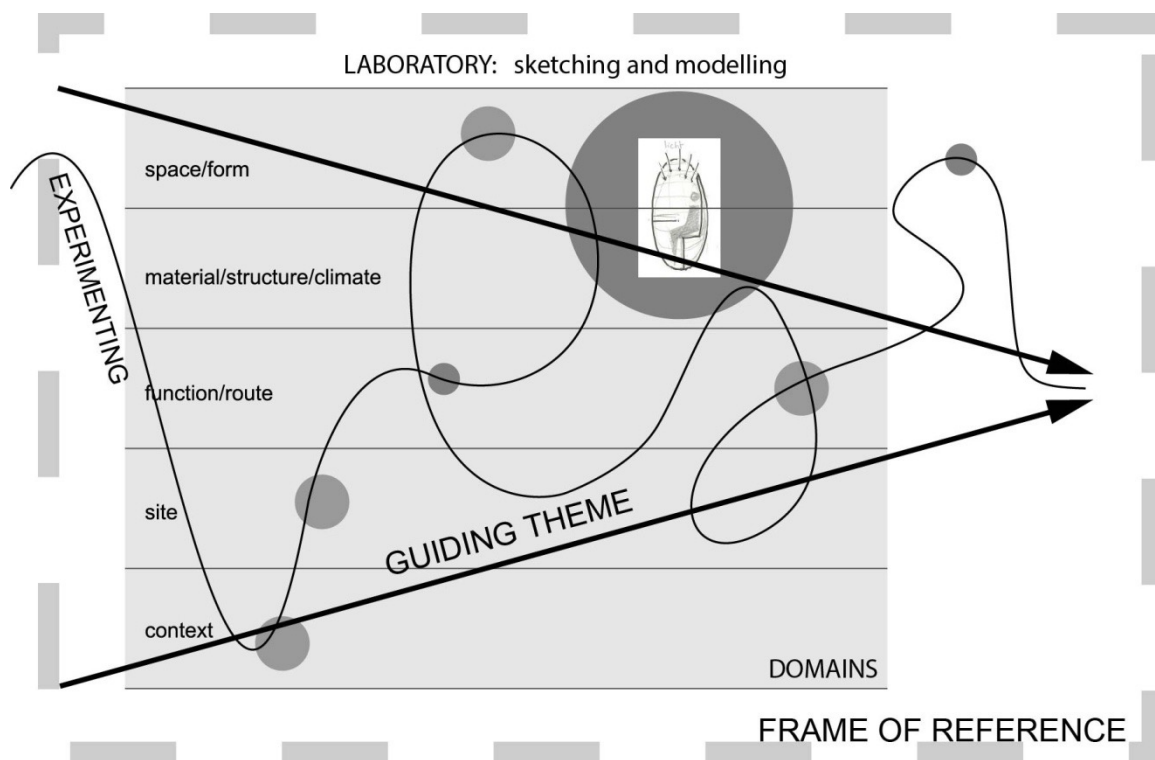 LABORATORY: sketching and modelling
space/form
EXPERIMENTING
material/structure/climate
function/route
site
GUIDING THEME
context
DOMAINS
FRAME OF REFERENCE